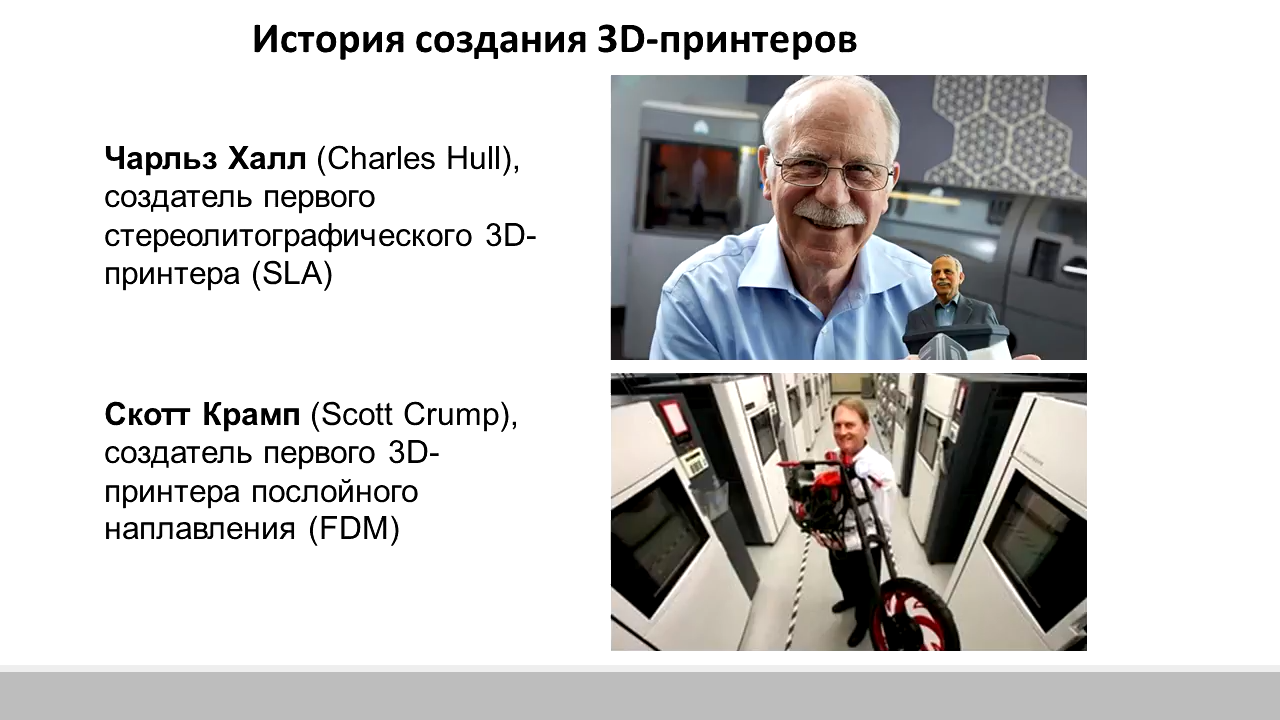 История создания 3D-принтеров
Чарльз Халл (Charles Hull),
создатель первого
стереолитографического 3D-
принтера (SLA)
Скотт Крамп (Scott Crump),
создатель первого 3D-
принтера послойного
наплавления (FDM)